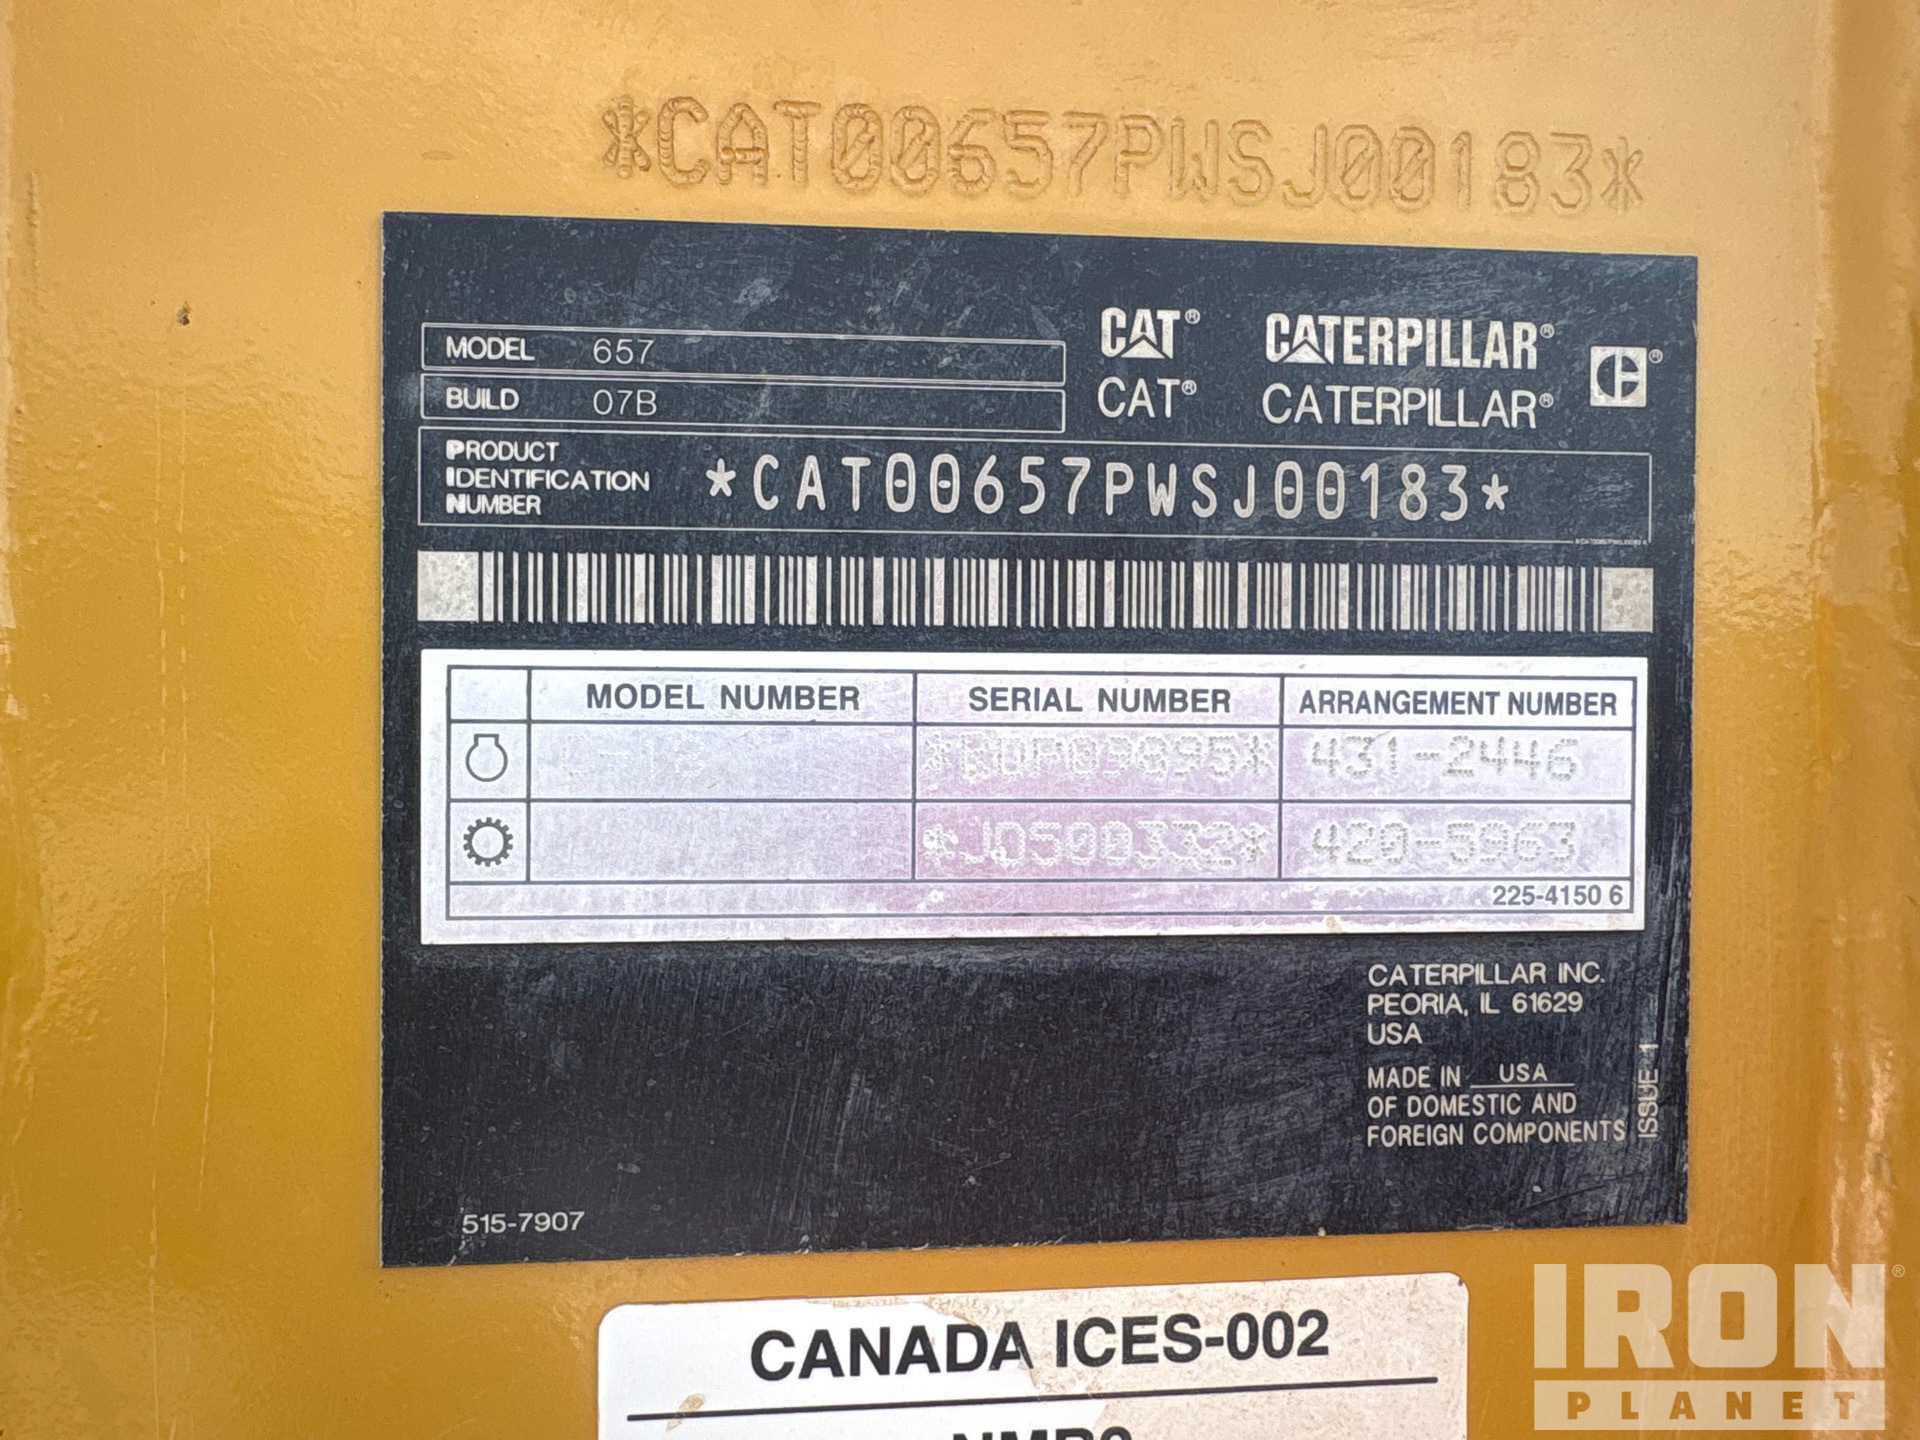 *CAT00657PWSJ00183*
MODEL 657
BUILD 07B
CAT® CATERPILLAR®
CAT® CATERPILLAR®
PRODUCT
IDENTIFICATION
NUMBER
*CAT00657PWSJ00183*
MODEL NUMBER SERIAL NUMBER ARRANGEMENT NUMBER
431-2446
*JD500332* 420-5963
225-4150 6
CATERPILLAR INC.
PEORIA, IL 61629
USA
MADE IN USA
OF DOMESTIC AND
FOREIGN COMPONENTS
ISSUE 1
515-7907
CANADA ICES-002
IRON®
PLANET